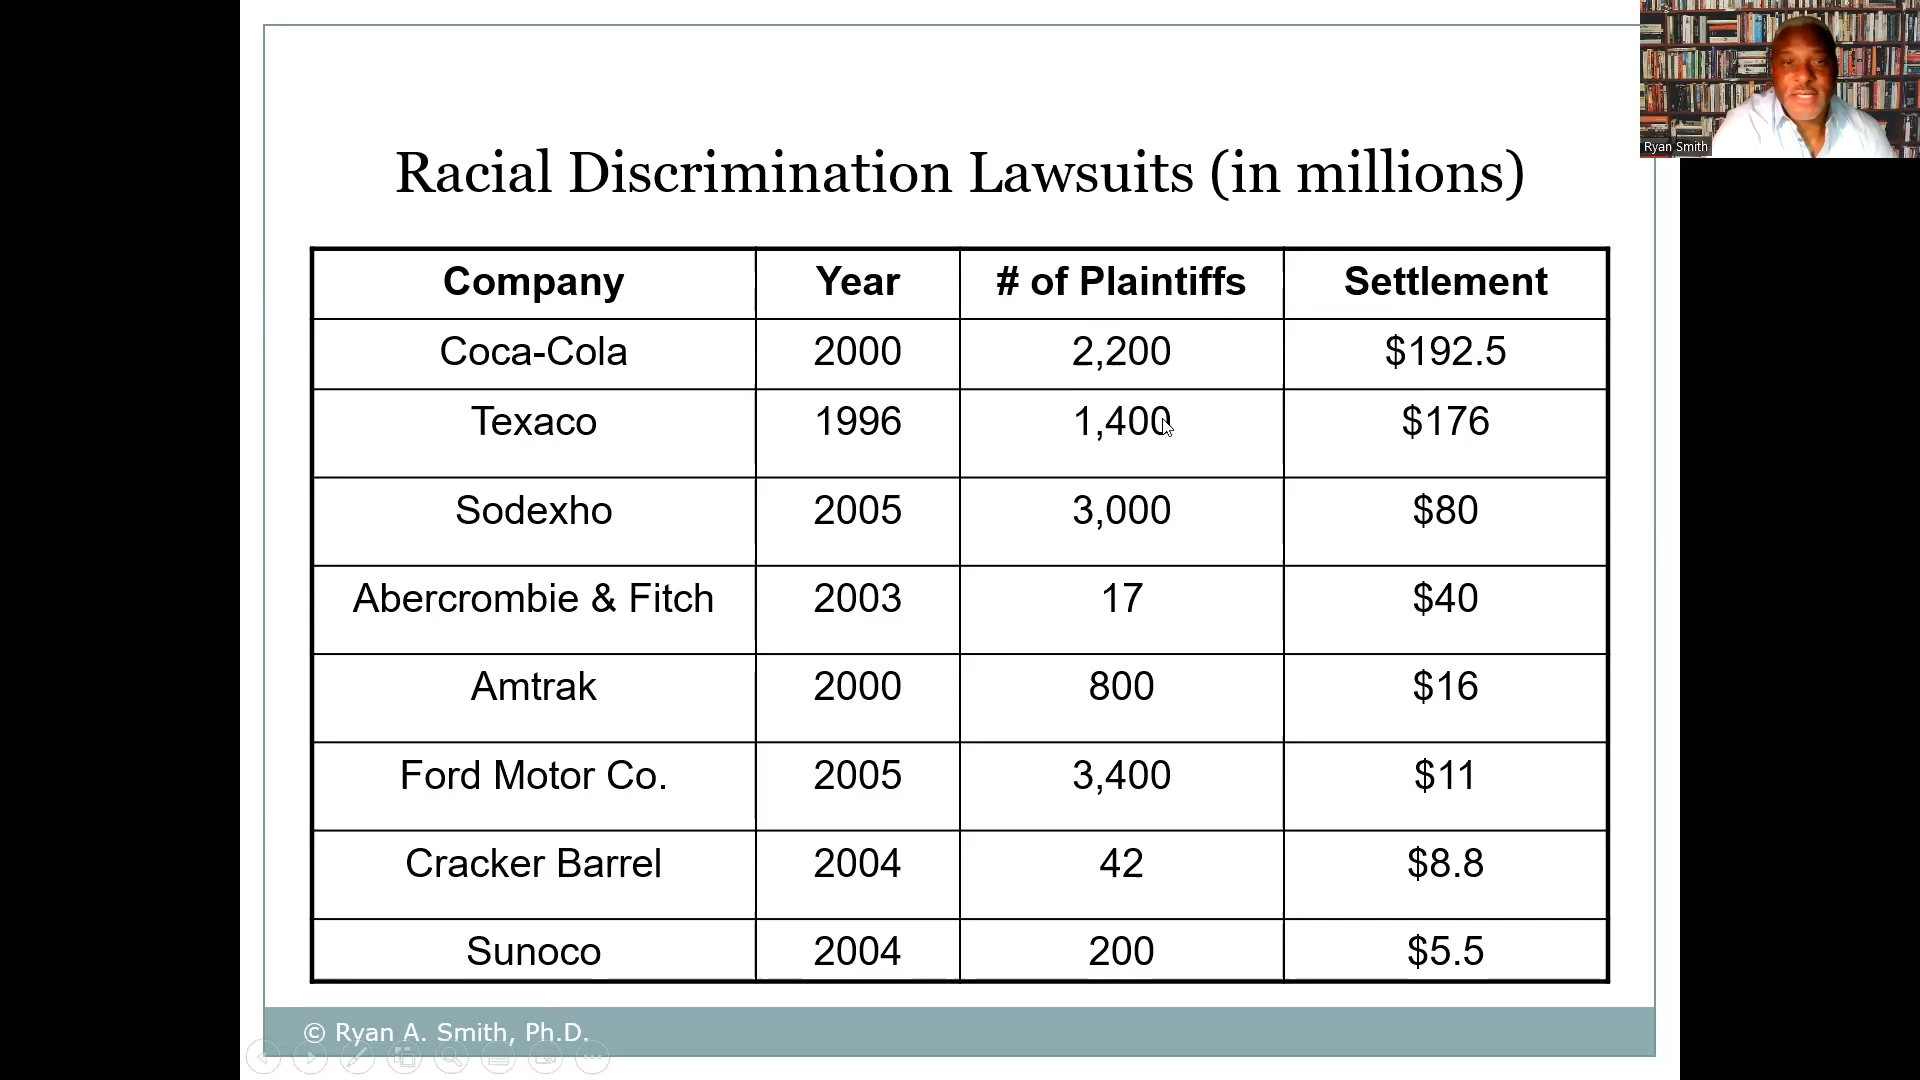 Ryan Smith
Racial Discrimination Lawsuits (in millions)
Company Year # of Plaintiffs Settlement
Coca-Cola 2000 2,200 $192.5
Texaco 1996 1,400 $176
Sodexho 2005 3,000 $80
Abercrombie & Fitch 2003 17 $40
Amtrak 2000 800 $16
Ford Motor Co. 2005 3,400 $11
Cracker Barrel 2004 42 $8.8
Sunoco 2004 200 $5.5
© Ryan A. Smith, Ph.D.